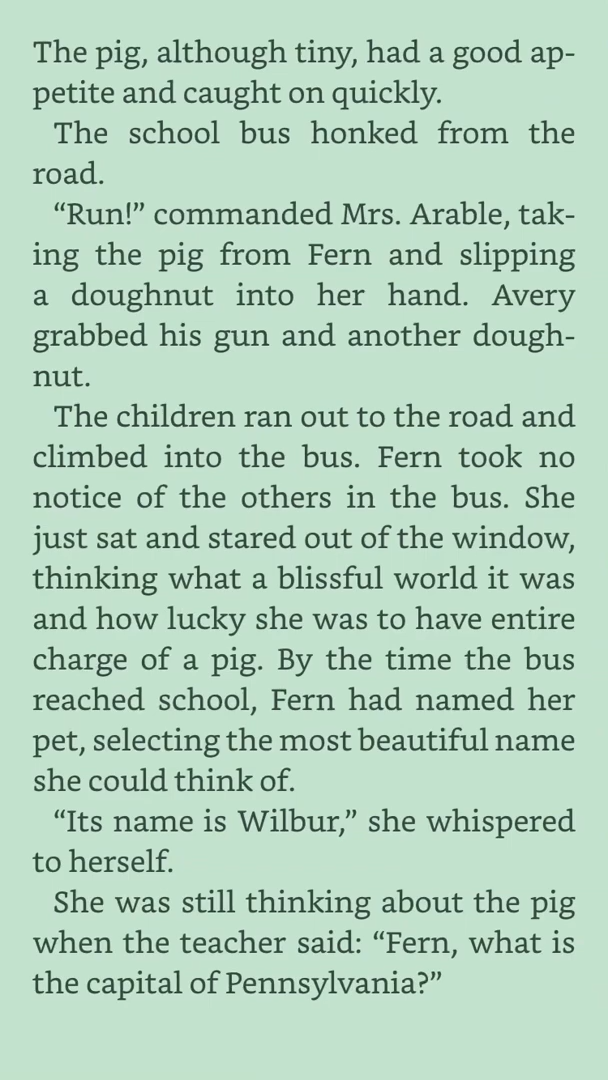 The pig, although tiny, had a good ap-
petite and caught on quickly.
The school bus honked from the
road.
“Run!” commanded Mrs. Arable, tak-
ing the pig from Fern and slipping
a doughnut into her hand. Avery
grabbed his gun and another dough-
nut.
The children ran out to the road and
climbed into the bus. Fern took no
notice of the others in the bus. She
just sat and stared out of the window,
thinking what a blissful world it was
and how lucky she was to have entire
charge of a pig. By the time the bus
reached school, Fern had named her
pet, selecting the most beautiful name
she could think of.
“Its name is Wilbur,” she whispered
to herself.
She was still thinking about the pig
when the teacher said: “Fern, what is
the capital of Pennsylvania?”